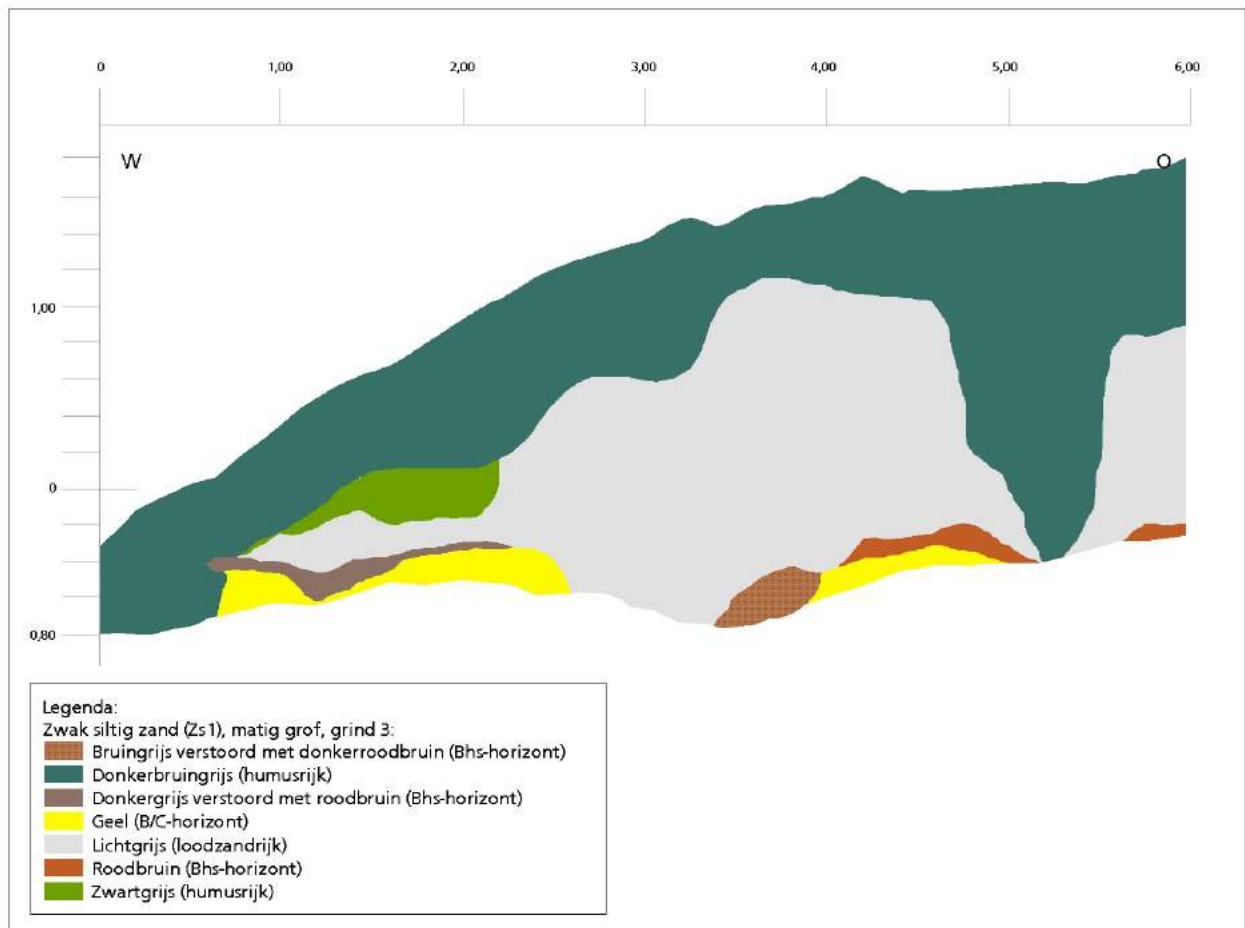 0 1,00 2,00 3,00 4,00 5,00 6,00
W O
1,00
0
0,80
Legenda:
Zwak siltig zand (Zs1), matig grof, grind 3:
Bruingrijs verstoord met donkerroodbruin (Bhs-horizont)
Donkerbruingrijs (humusrijk)
Donkergrijs verstoord met roodbruin (Bhs-horizont)
Geel (B/C-horizont)
Lichtgrijs (loodzandrijk)
Roodbruin (Bhs-horizont)
Zwartgrijs (humusrijk)